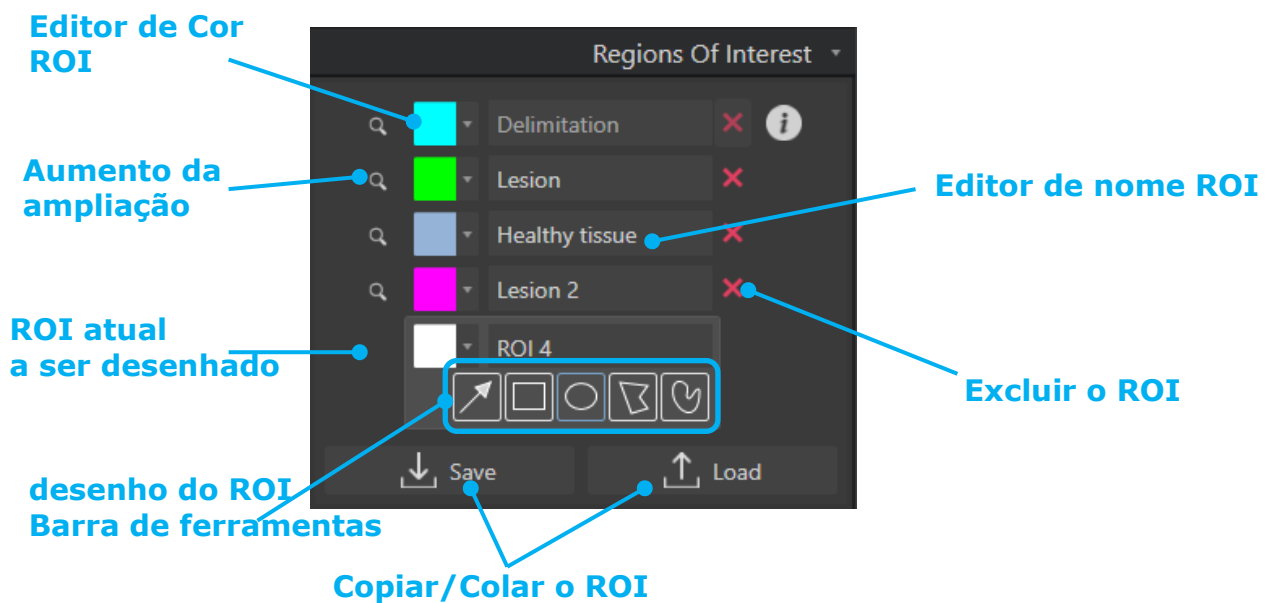 Editor de Cor
ROI
Regions Of Interest
Delimitation
i
Aumento da
ampliação
Lesion
Editor de nome ROI
Healthy tissue
Lesion 2
ROI atual
a ser desenhado
ROI 4
Excluir o ROI
Save
Load
desenho do ROI
Barra de ferramentas
Copiar/Colar o ROI